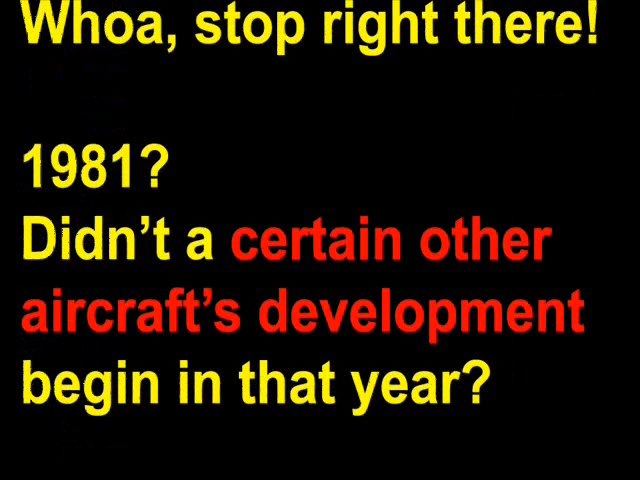 Whoa, stop right there!
1981?
Didn’t a certain other
aircraft’s development
begin in that year?